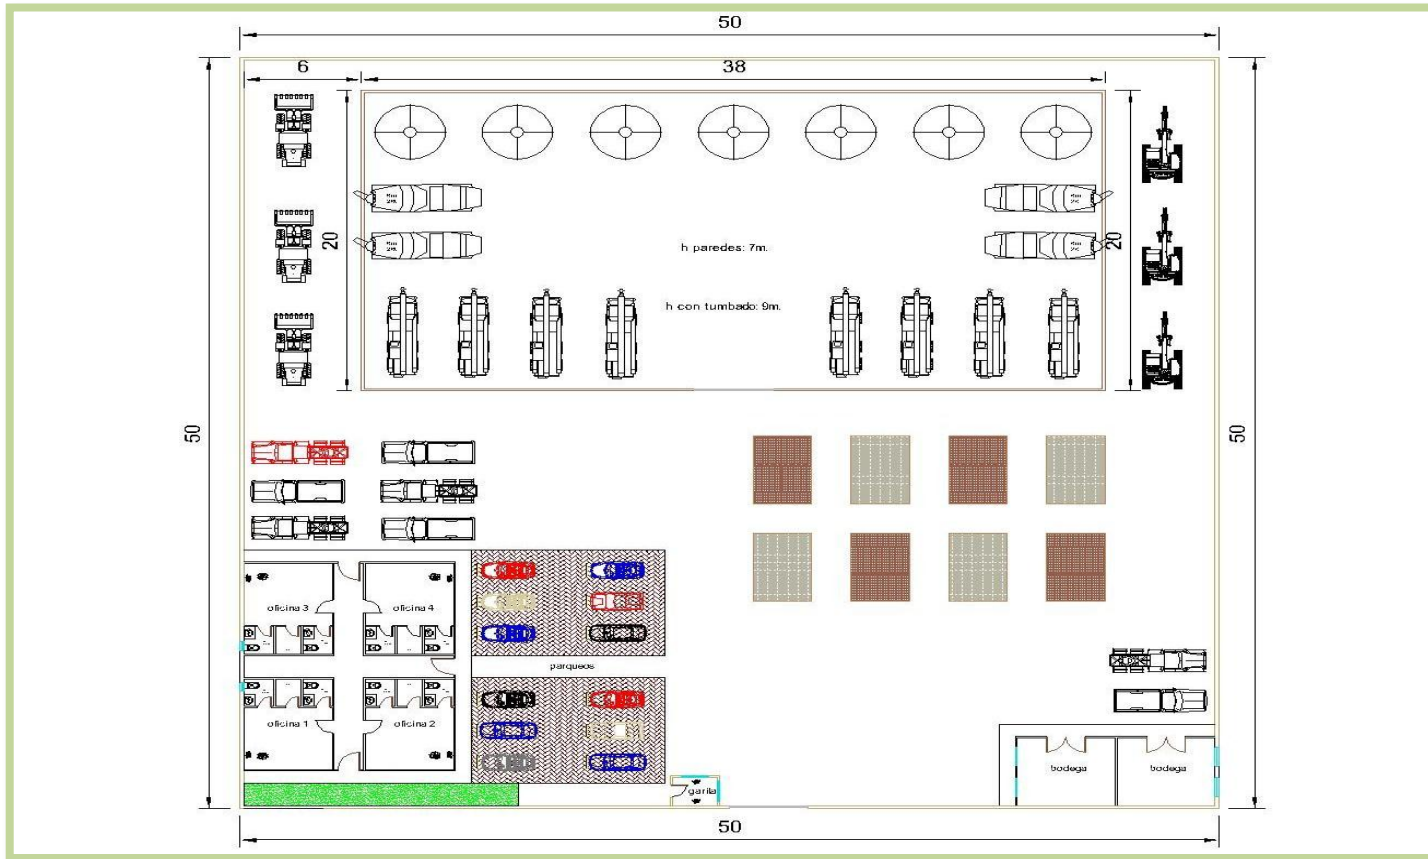 50
6
38
20
20
h paredes: 7m.
h con tumbado: 9m.
50
50
oficina 3
oficina 4
parqueos
oficina 1
oficina 2
garita
bodega
bodega
50